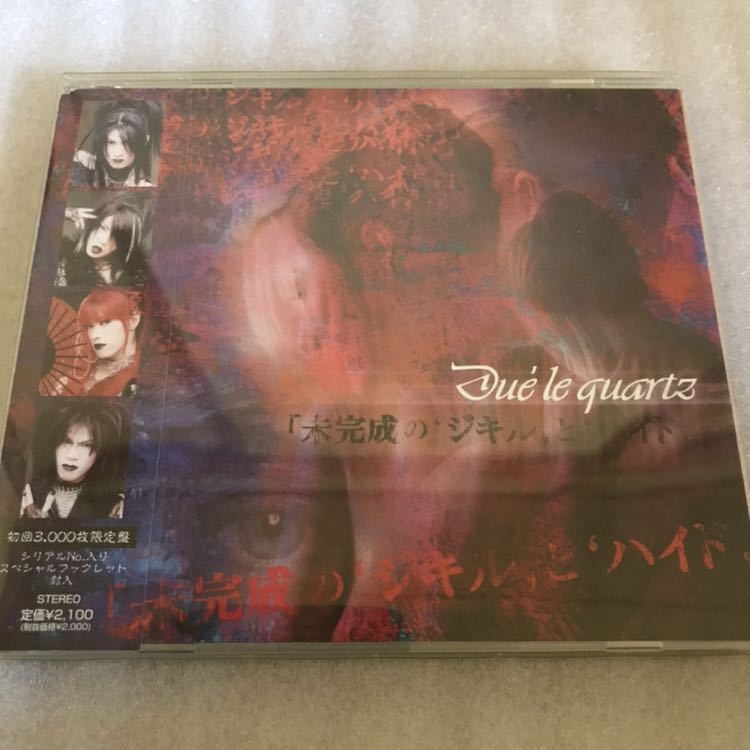 Dué le quartz
「未完成の‘ジキル’と‘ハイド
「未完成の‘ジキル’と‘ハイド」
初回3,000枚限定盤
シリアルNo.入り
スペシャルブックレット
封入
STEREO
定価¥2,100
(税抜価格¥2,000)